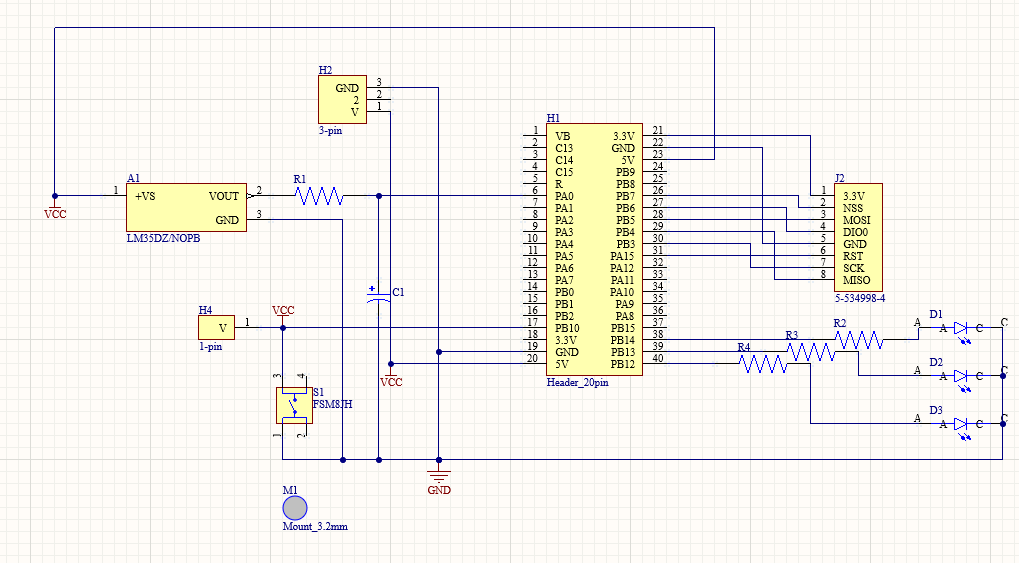 H2
GND 3
2 2
V 1
3-pin
A1
1 +VS VOUT 2
GND 3
LM35DZ/NOPB
VCC
R1
C1
+
H4
V 1
1-pin
VCC
3 4
S1
FSM8JH
1 2
VCC
GND
M1
Mount_3.2mm
H1
1 VB 3.3V 21
2 C13 GND 22
3 C14 5V 23
4 C15 PB9 24
5 R PB8 25
6 PA0 PB7 26
7 PA1 PB6 27
8 PA2 PB5 28
9 PA3 PB4 29
10 PA4 PB3 30
11 PA5 PA15 31
12 PA6 PA12 32
13 PA7 PA11 33
14 PB0 PA10 34
15 PB1 PA9 35
16 PB2 PA8 36
17 PB10 PB15 37
18 3.3V PB14 38
19 GND PB13 39
20 5V PB12 40
Header_20pin
J2
1 3.3V
2 NSS
3 MOSI
4 DIO0
5 GND
6 RST
7 SCK
8 MISO
5-534998-4
R2
R3
R4
D1
A A C C
D2
A A C C
D3
A A C C